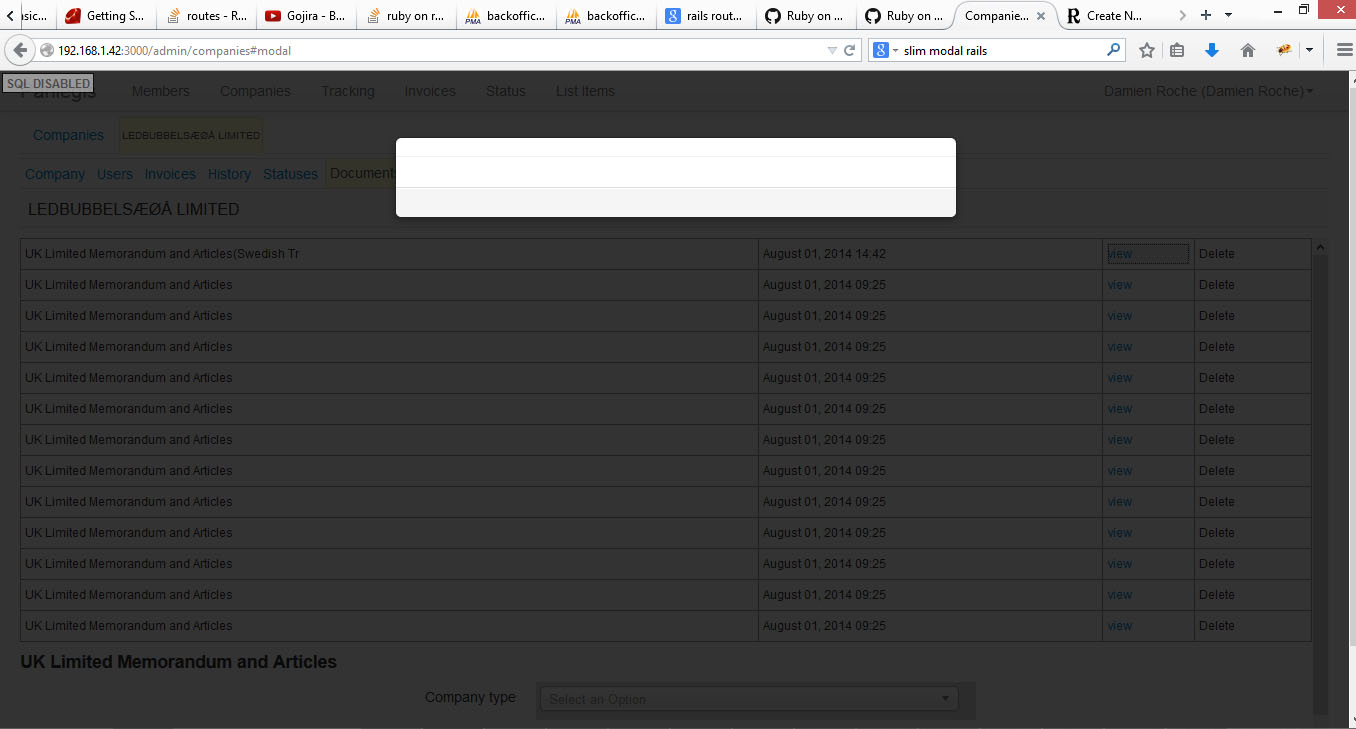 asic...
Getting S...
routes - R...
Gojira - B...
ruby on r...
backoffic...
backoffic...
rails rout...
Ruby on ...
Ruby on ...
Companie...
Create N...
192.168.1.42:3000/admin/companies#modal
slim modal rails
SQL DISABLED
Panlegis Members Companies Tracking Invoices Status List Items Damien Roche (Damien Roche)
Companies LEDBUBBELSÆØÅ LIMITED
Company Users Invoices History Statuses Documents
LEDBUBBELSÆØÅ LIMITED
UK Limited Memorandum and Articles(Swedish Tr August 01, 2014 14:42 view Delete
UK Limited Memorandum and Articles August 01, 2014 09:25 view Delete
UK Limited Memorandum and Articles August 01, 2014 09:25 view Delete
UK Limited Memorandum and Articles August 01, 2014 09:25 view Delete
UK Limited Memorandum and Articles August 01, 2014 09:25 view Delete
UK Limited Memorandum and Articles August 01, 2014 09:25 view Delete
UK Limited Memorandum and Articles August 01, 2014 09:25 view Delete
UK Limited Memorandum and Articles August 01, 2014 09:25 view Delete
UK Limited Memorandum and Articles August 01, 2014 09:25 view Delete
UK Limited Memorandum and Articles August 01, 2014 09:25 view Delete
UK Limited Memorandum and Articles August 01, 2014 09:25 view Delete
UK Limited Memorandum and Articles August 01, 2014 09:25 view Delete
UK Limited Memorandum and Articles August 01, 2014 09:25 view Delete
UK Limited Memorandum and Articles
Company type Select an Option